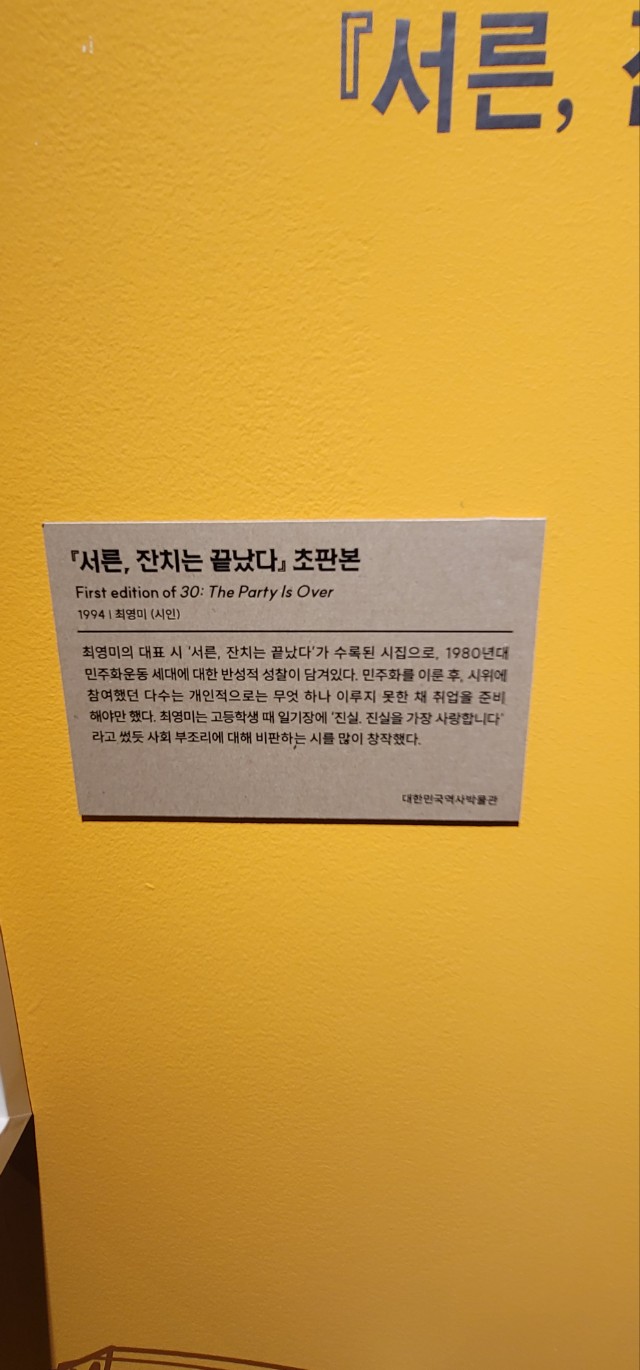 『서른,
『서른, 잔치는 끝났다』 초판본
First edition of 30: The Party Is Over
1994 | 최영미 (시인)
최영미의 대표 시 '서른, 잔치는 끝났다'가 수록된 시집으로, 1980년대
민주화운동 세대에 대한 반성적 성찰이 담겨있다. 민주화를 이룬 후, 시위에
참여했던 다수는 개인적으로는 무엇 하나 이루지 못한 채 취업을 준비
해야만 했다. 최영미는 고등학생 때 일기장에 '진실. 진실을 가장 사랑합니다'
라고 썼듯 사회 부조리에 대해 비판하는 시를 많이 창작했다.
대한민국역사박물관